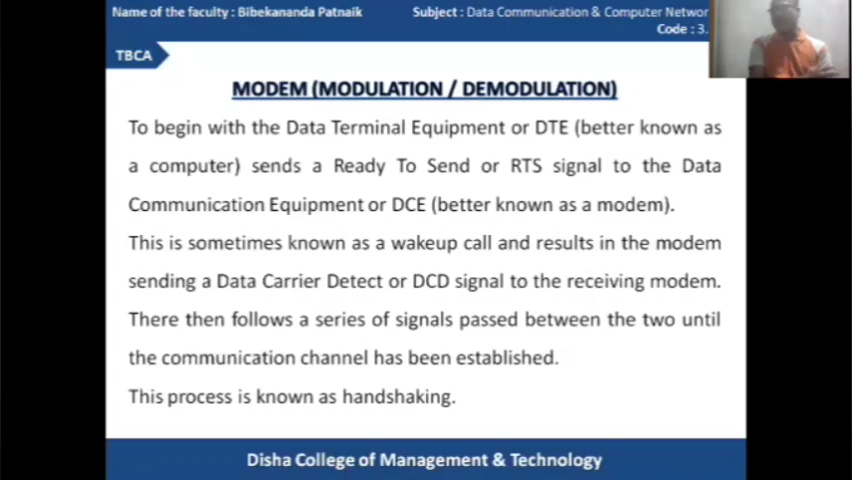 Name of the faculty : Bibekananda Patnaik
Subject : Data Communication & Computer Networ
Code : 3.
TBCA
MODEM (MODULATION / DEMODULATION)
To begin with the Data Terminal Equipment or DTE (better known as
a computer) sends a Ready To Send or RTS signal to the Data
Communication Equipment or DCE (better known as a modem).
This is sometimes known as a wakeup call and results in the modem
sending a Data Carrier Detect or DCD signal to the receiving modem.
There then follows a series of signals passed between the two until
the communication channel has been established.
This process is known as handshaking.
Disha College of Management & Technology